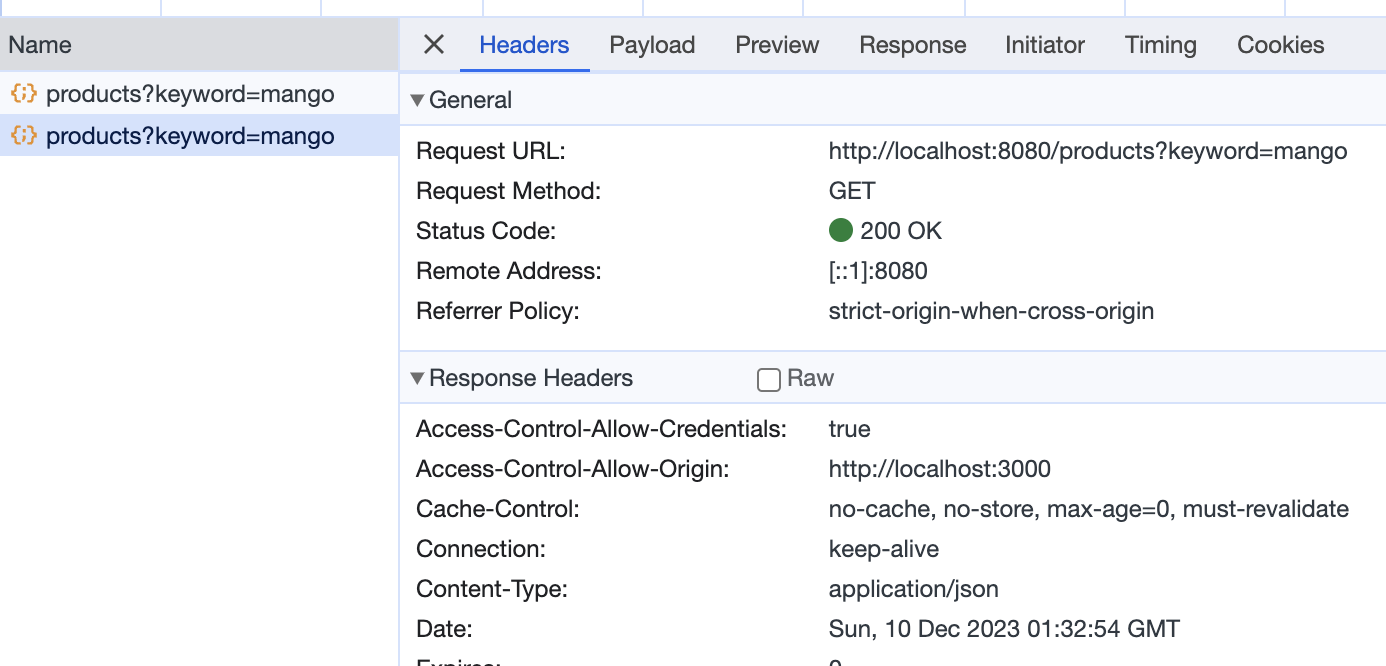 Name
products?keyword=mango
products?keyword=mango
Headers Payload Preview Response Initiator Timing Cookies
General
Request URL: http://localhost:8080/products?keyword=mango
Request Method: GET
Status Code: 200 OK
Remote Address: [::1]:8080
Referrer Policy: strict-origin-when-cross-origin
Response Headers Raw
Access-Control-Allow-Credentials: true
Access-Control-Allow-Origin: http://localhost:3000
Cache-Control: no-cache, no-store, max-age=0, must-revalidate
Connection: keep-alive
Content-Type: application/json
Date: Sun, 10 Dec 2023 01:32:54 GMT
Expires: 0